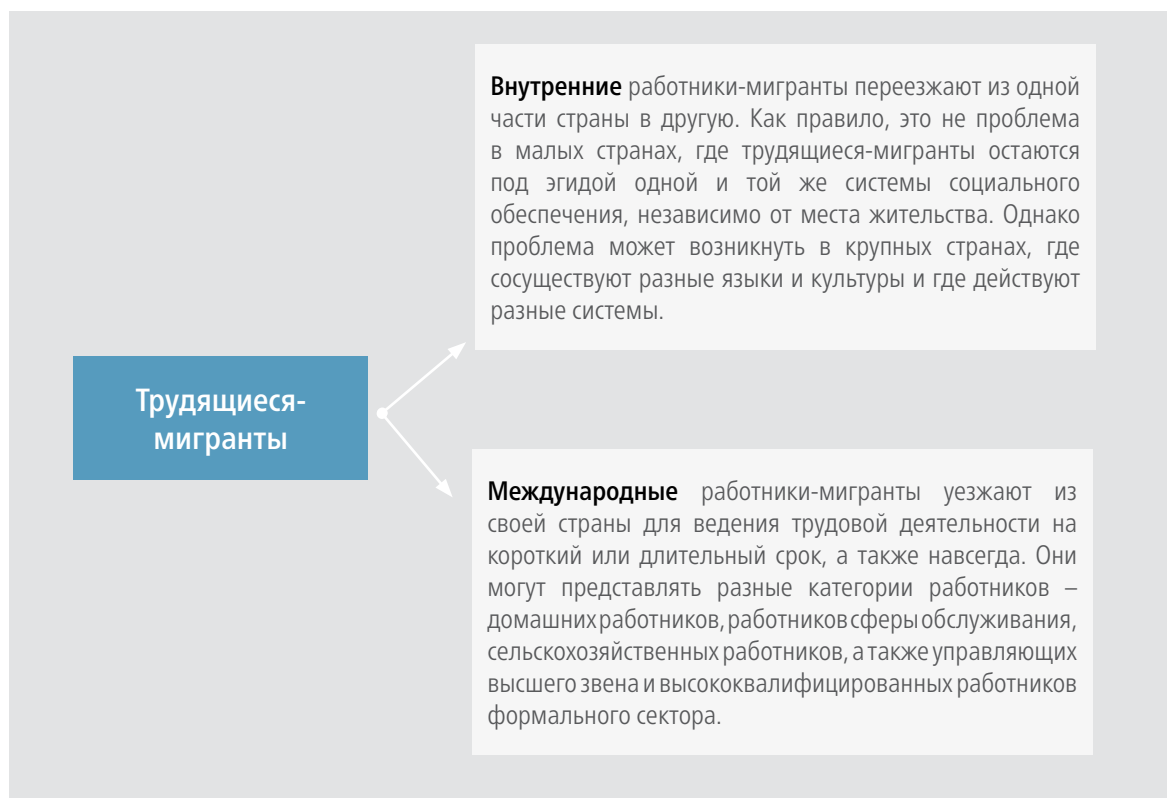 Внутренние работники-мигранты переезжают из одной
части страны в другую. Как правило, это не проблема
в малых странах, где трудящиеся-мигранты остаются
под эгидой одной и той же системы социального
обеспечения, независимо от места жительства. Однако
проблема может возникнуть в крупных странах, где
сосуществуют разные языки и культуры и где действуют
разные системы.
Трудящиеся-
мигранты
Международные работники-мигранты уезжают из
своей страны для ведения трудовой деятельности на
короткий или длительный срок, а также навсегда. Они
могут представлять разные категории работников –
домашних работников, работников сферы обслуживания,
сельскохозяйственных работников, а также управляющих
высшего звена и высококвалифицированных работников
формального сектора.